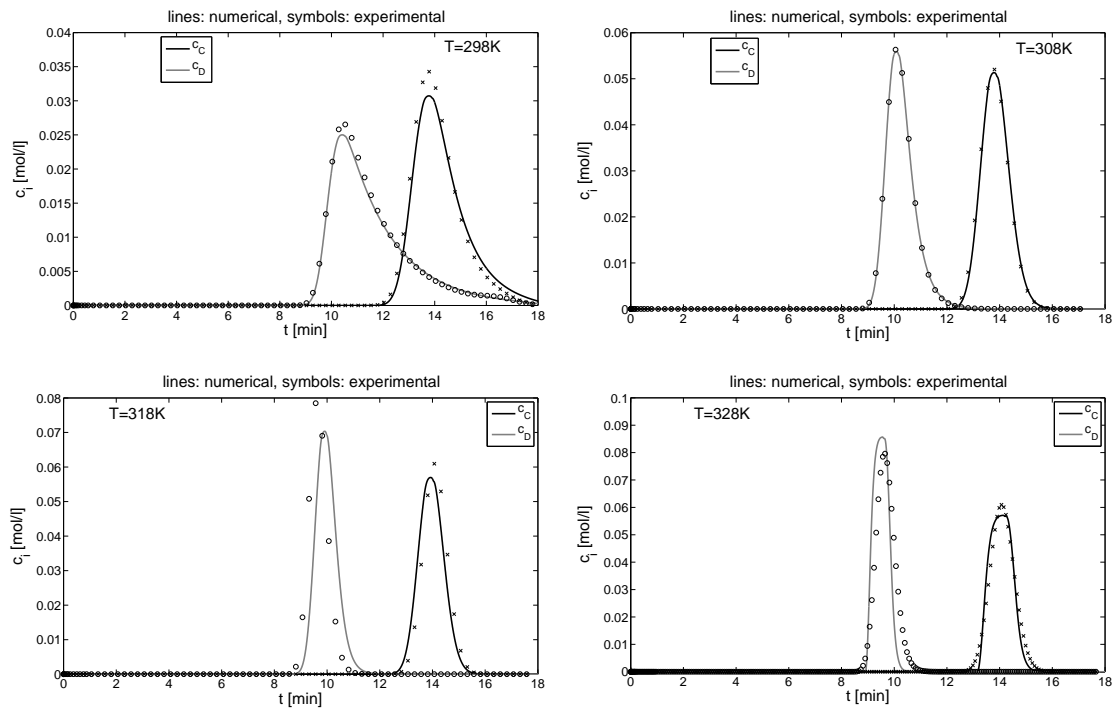 lines: numerical, symbols: experimental
T=298K
c_C
c_D
0.04
0.035
0.03
0.025
0.02
0.015
0.01
0.005
0
0 2 4 6 8 10 12 14 16 18
c_i [mol/l]
t [min]
lines: numerical, symbols: experimental
T=308K
c_C
c_D
0.06
0.05
0.04
0.03
0.02
0.01
0
0 2 4 6 8 10 12 14 16 18
c_i [mol/l]
t [min]
lines: numerical, symbols: experimental
T=318K
c_C
c_D
0.08
0.07
0.06
0.05
0.04
0.03
0.02
0.01
0
0 2 4 6 8 10 12 14 16 18
c_i [mol/l]
t [min]
lines: numerical, symbols: experimental
T=328K
c_C
c_D
0.1
0.09
0.08
0.07
0.06
0.05
0.04
0.03
0.02
0.01
0
0 2 4 6 8 10 12 14 16 18
c_i [mol/l]
t [min]